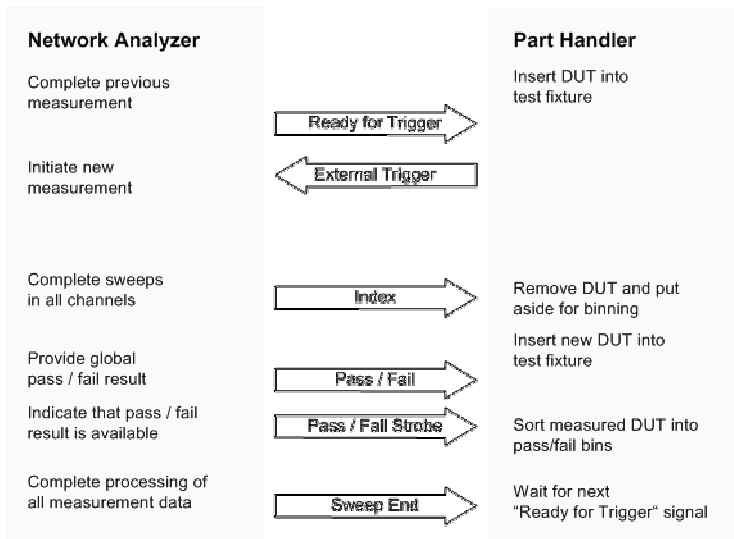 Network Analyzer
Part Handler
Complete previous
measurement
Insert DUT into
test fixture
Ready for Trigger
Initiate new
measurement
External Trigger
Complete sweeps
in all channels
Index
Remove DUT and put
aside for binning
Insert new DUT into
test fixture
Provide global
pass / fail result
Pass / Fail
Indicate that pass / fail
result is available
Pass / Fail Strobe
Sort measured DUT into
pass/fail bins
Complete processing of
all measurement data
Sweep End
Wait for next
“Ready for Trigger“ signal